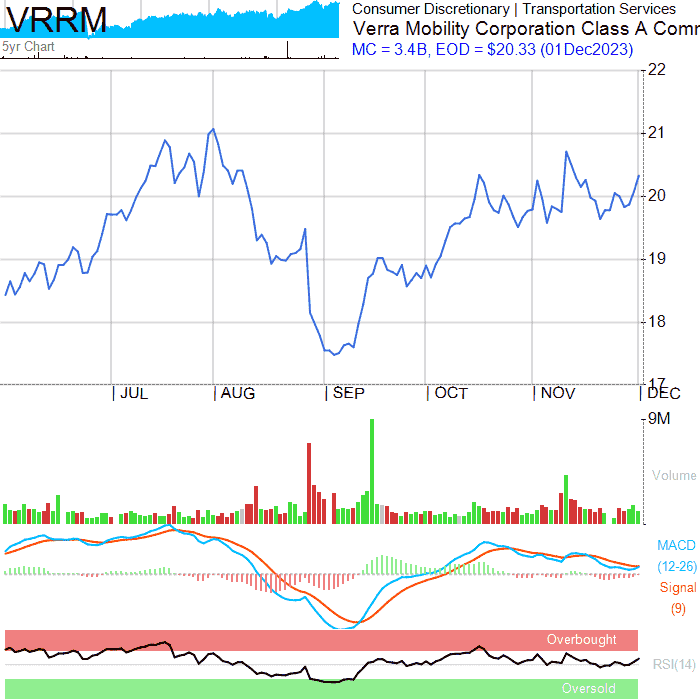 VRRM
5yr Chart
Consumer Discretionary | Transportation Services
Verra Mobility Corporation Class A Comr
MC = 3.4B, EOD = $20.33 (01Dec2023)
22
21
20
19
18
17
JUL AUG SEP OCT NOV DEC
9M
Volume
MACD
(12-26)
Signal
(9)
Overbought
RSI(14)
Oversold